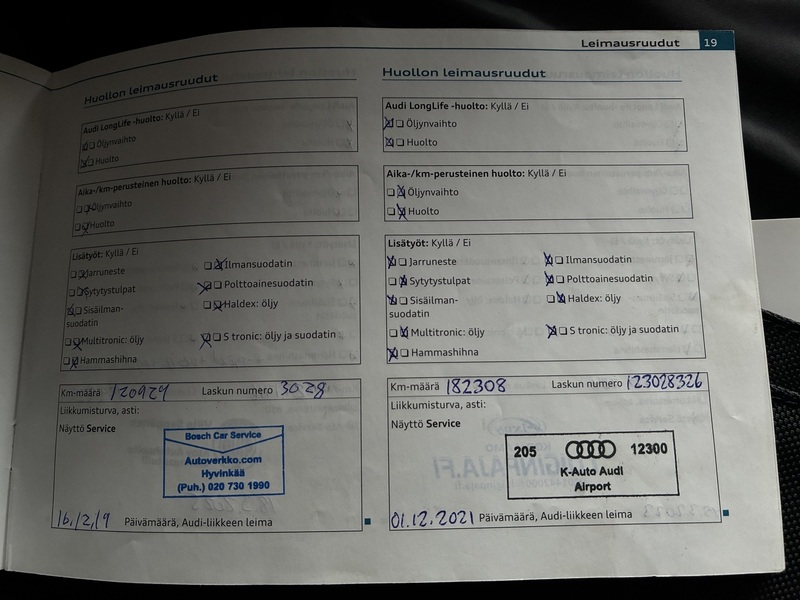 Leimausruudut 19
Huollon leimausruudut
Audi LongLife -huolto: Kyllä / Ei
Öljynvaihto
Huolto
Aika-/km-perusteinen huolto: Kyllä / Ei
Öljynvaihto
Huolto
Lisätyöt: Kyllä / Ei
Jarruneste
Ilmansuodatin
Sytytystulpat
Polttoainesuodatin
Sisäilman-
suodatin
Haldex: öljy
Multitronic: öljy
S tronic: öljy ja suodatin
Hammashihna
Km-määrä 120929 Laskun numero 3028
Liikkumisturva, asti:
Näyttö Service
Bosch Car Service
Autoverkko.com
Hyvinkää
(Puh.) 020 730 1990
16/2/19 Päivämäärä, Audi-liikkeen leima
Huollon leimausruudut
Audi LongLife -huolto: Kyllä / Ei
Öljynvaihto
Huolto
Aika-/km-perusteinen huolto: Kyllä / Ei
Öljynvaihto
Huolto
Lisätyöt: Kyllä / Ei
Jarruneste
Ilmansuodatin
Sytytystulpat
Polttoainesuodatin
Sisäilman-
suodatin
Haldex: öljy
Multitronic: öljy
S tronic: öljy ja suodatin
Hammashihna
Km-määrä 182308 Laskun numero 123028326
Liikkumisturva, asti:
Näyttö Service
205 12300
K-Auto Audi
Airport
01.12.2021 Päivämäärä, Audi-liikkeen leima